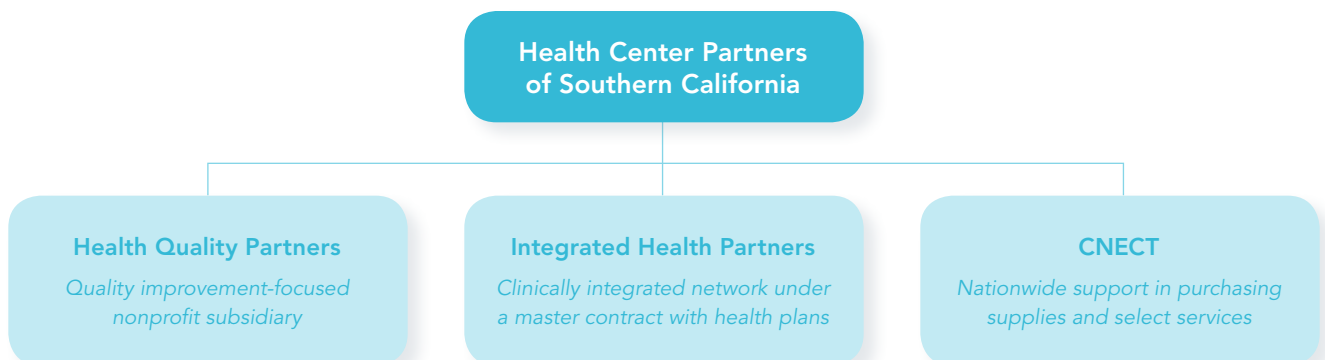 Health Center Partners
of Southern California
Health Quality Partners
Quality improvement-focused
nonprofit subsidiary
Integrated Health Partners
Clinically integrated network under
a master contract with health plans
CNECT
Nationwide support in purchasing
supplies and select services